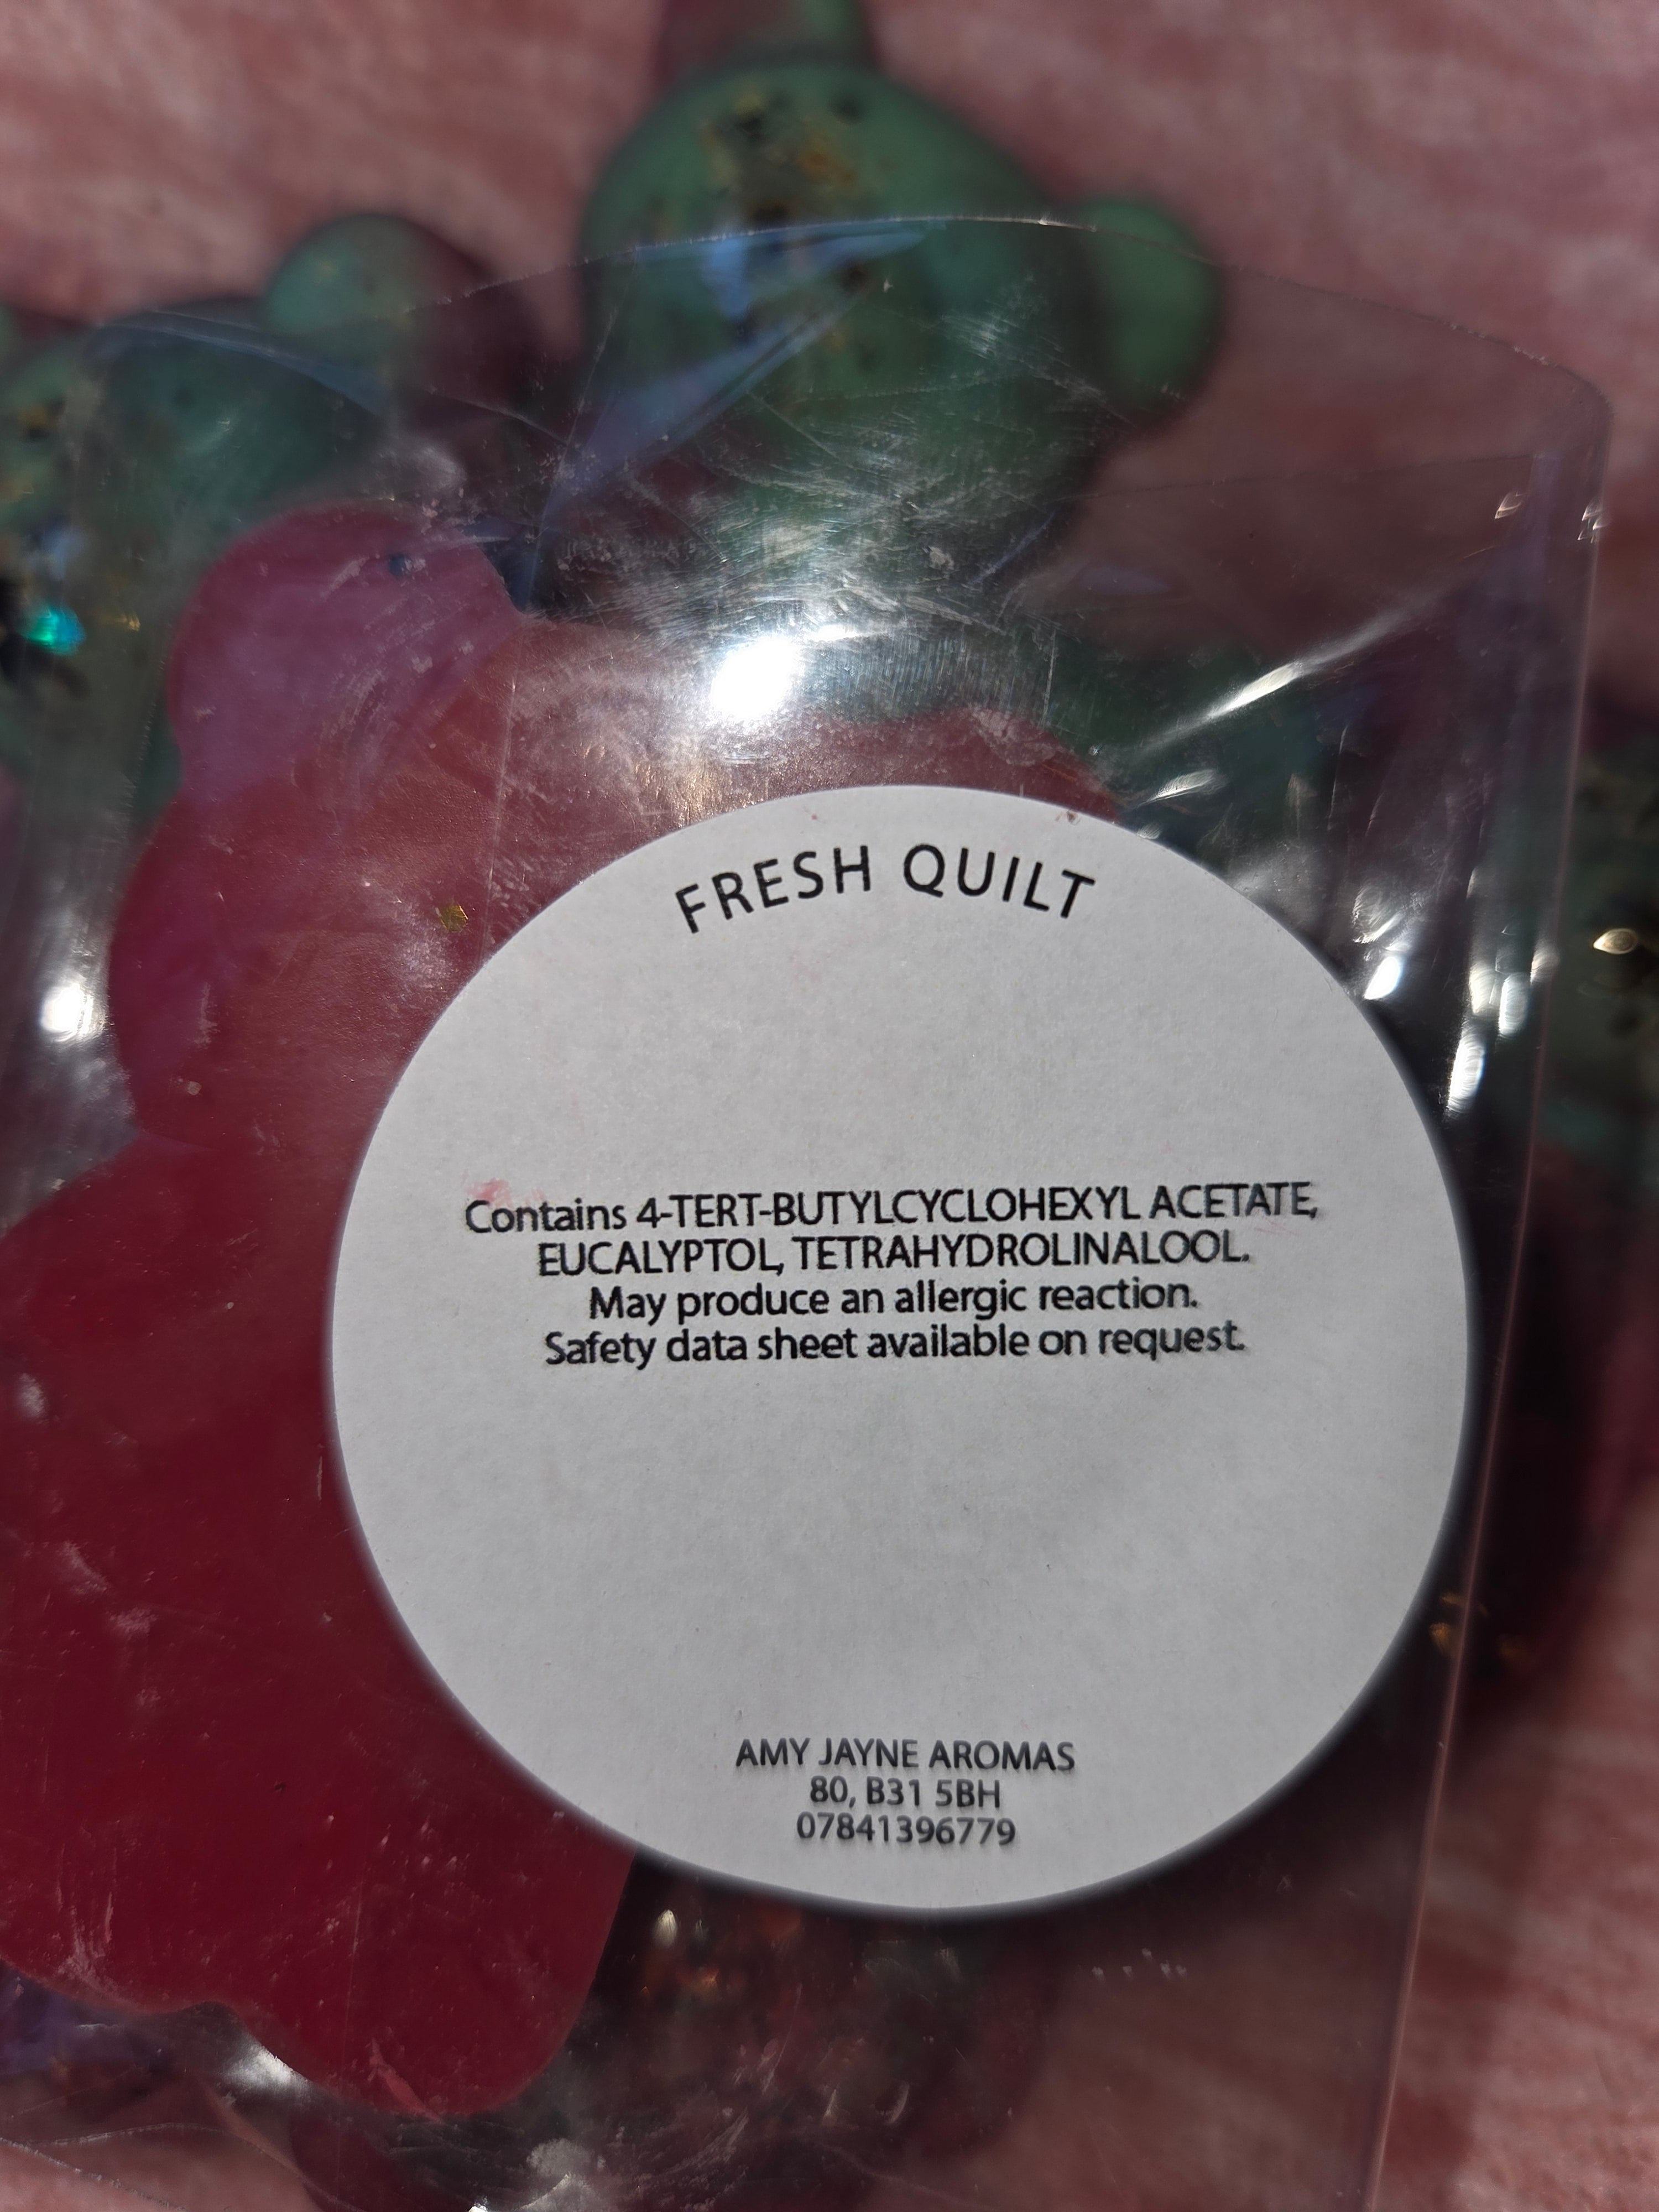 FRESH QUILT
Contains 4-TERT-BUTYLCYCLOHEXYL ACETATE,
EUCALYPTOL, TETRAHYDROLINALOOL.
May produce an allergic reaction.
Safety data sheet available on request.
AMY JAYNE AROMAS
80, B31 5BH
07841396779